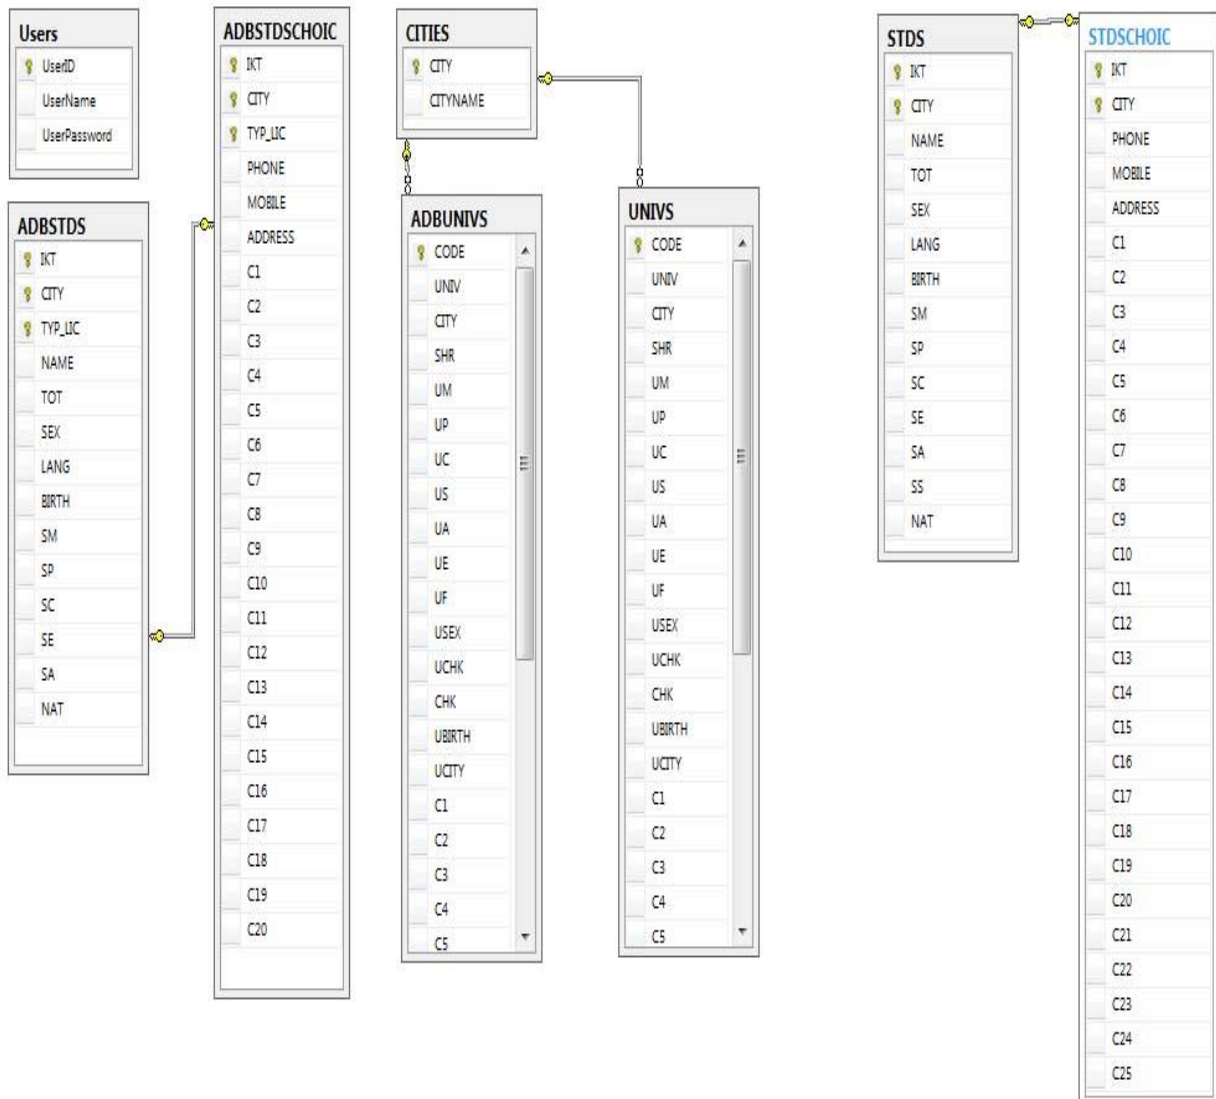 Users
UserID
UserName
UserPassword
ADBSTDS
IKT
CITY
TYP_LIC
NAME
TOT
SEX
LANG
BIRTH
SM
SP
SC
SE
SA
NAT
ADBSTDSCHOIC
IKT
CITY
TYP_LIC
PHONE
MOBILE
ADDRESS
C1
C2
C3
C4
C5
C6
C7
C8
C9
C10
C11
C12
C13
C14
C15
C16
C17
C18
C19
C20
CITIES
CITY
CITYNAME
ADBUNIVS
CODE
UNIV
CITY
SHR
UM
UP
UC
US
UA
UE
UF
USEX
UCHK
CHK
UBIRTH
UCITY
C1
C2
C3
C4
C5
UNIVS
CODE
UNIV
CITY
SHR
UM
UP
UC
US
UA
UE
UF
USEX
UCHK
CHK
UBIRTH
UCITY
C1
C2
C3
C4
C5
STDS
IKT
CITY
NAME
TOT
SEX
LANG
BIRTH
SM
SP
SC
SE
SA
SS
NAT
STDSCHOIC
IKT
CITY
PHONE
MOBILE
ADDRESS
C1
C2
C3
C4
C5
C6
C7
C8
C9
C10
C11
C12
C13
C14
C15
C16
C17
C18
C19
C20
C21
C22
C23
C24
C25